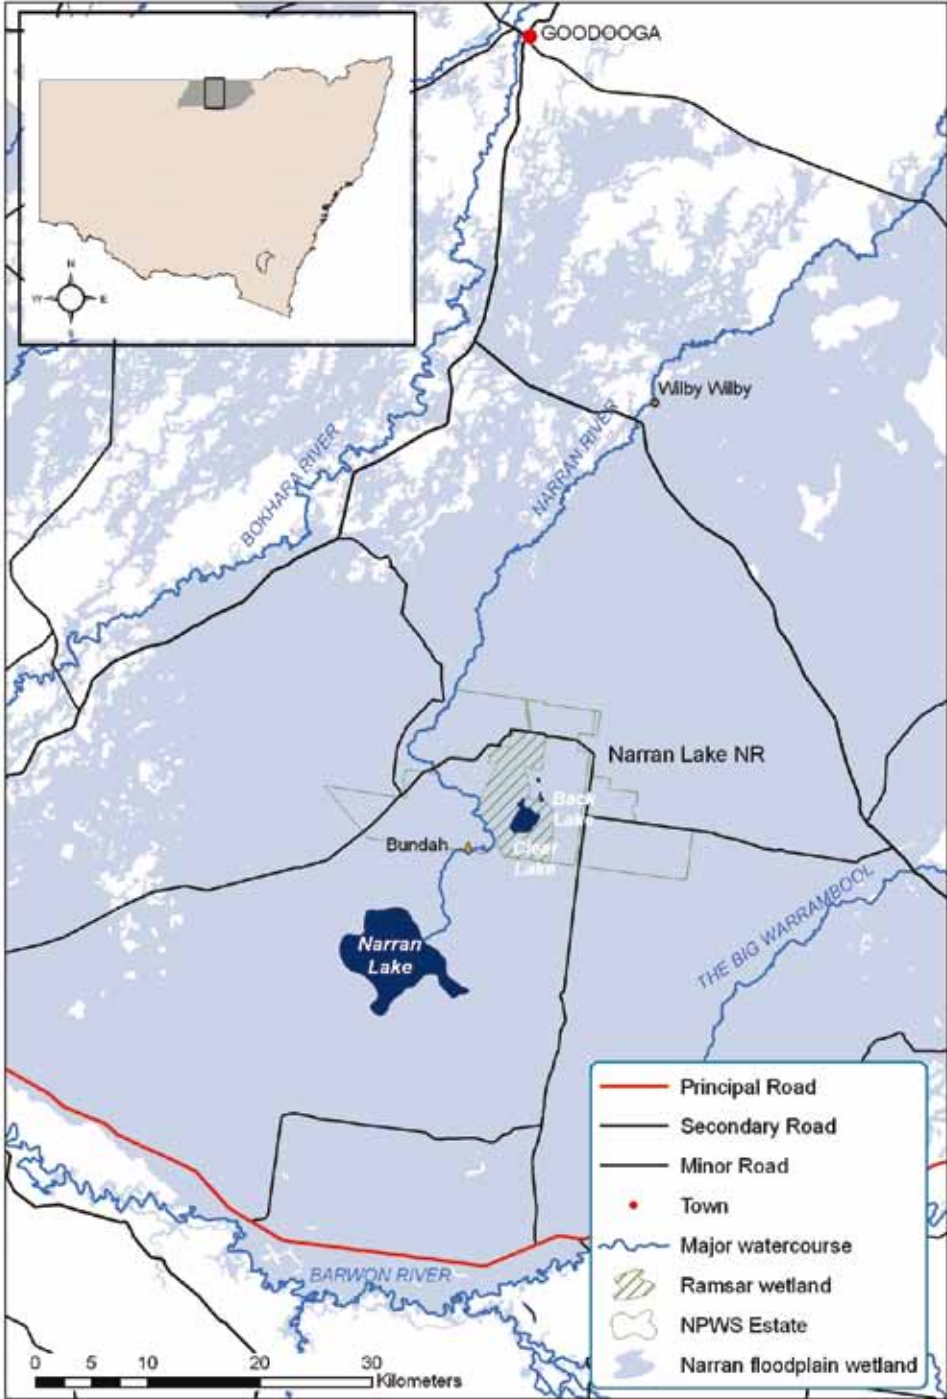 GOODOOGA
N
W
E
S
Wilby Wilby
BOKHARA RIVER
NARRAN RIVER
Narran Lake NR
Back
Lake
Bundah
Clear
Lake
THE BIG WARRAMBOOL
Narran
Lake
Principal Road
Secondary Road
Minor Road
Town
Major watercourse
Ramsar wetland
NPWS Estate
Narran floodplain wetland
BARWON RIVER
0 5 10 20 30
Kilometers